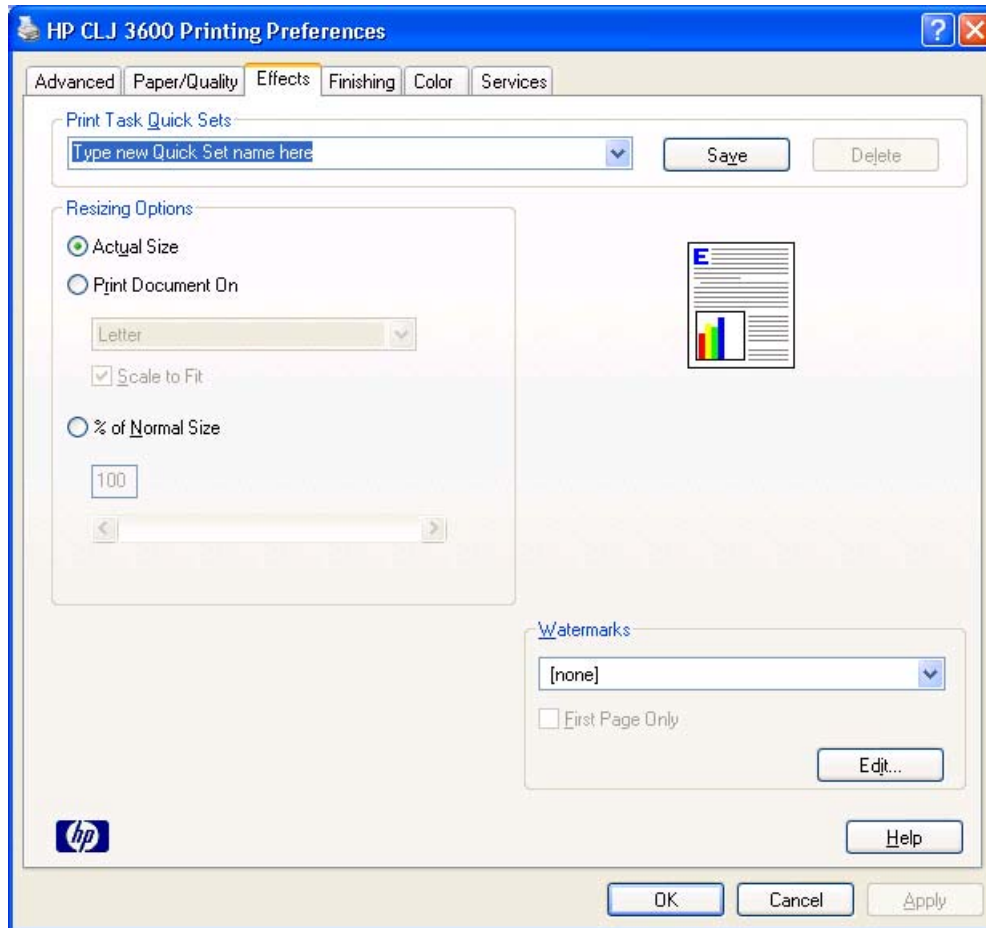 HP CLJ 3600 Printing Preferences
?
Advanced Paper/Quality Effects Finishing Color Services
Print Task Quick Sets
Type new Quick Set name here
Save
Delete
Resizing Options
Actual Size
Print Document On
Letter
Scale to Fit
% of Normal Size
100
E
Watermarks
[none]
First Page Only
Edit...
hp
Help
OK
Cancel
Apply